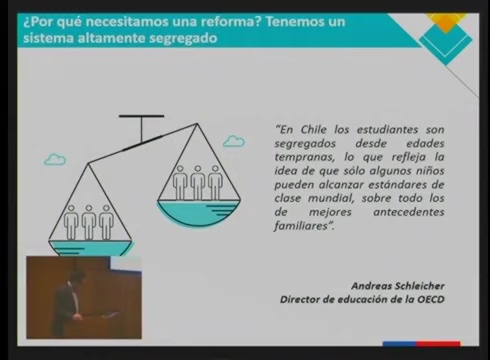 ¿Por qué necesitamos una reforma? Tenemos un
sistema altamente segregado
"En Chile los estudiantes son
segregados desde edades
tempranas, lo que refleja la
idea de que sólo algunos niños
pueden alcanzar estándares de
clase mundial, sobre todo los
de mejores antecedentes
familiares".
Andreas Schleicher
Director de educación de la OECD